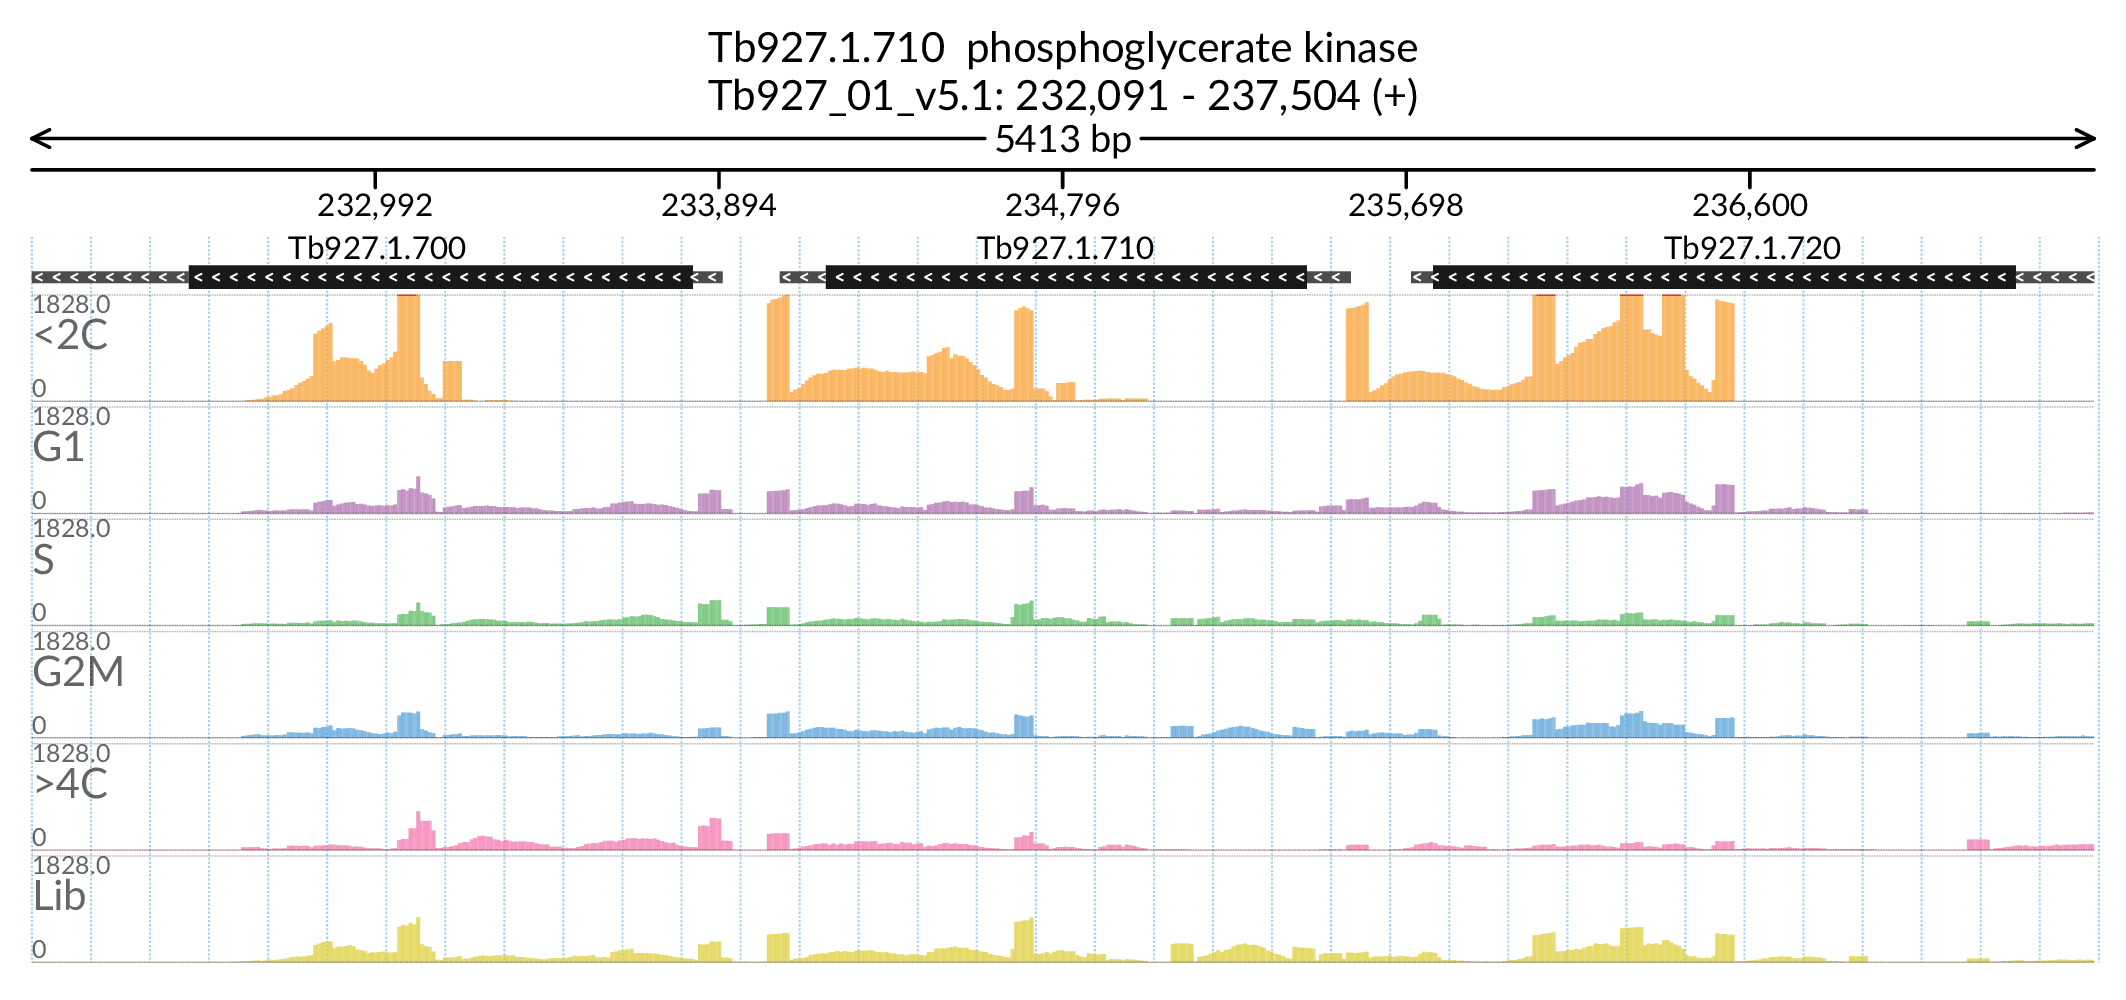 Tb927.1.710  phosphoglycerate kinase
Tb927_01_v5.1: 232,091 - 237,504 (+)
5413 bp
232,992 233,894 234,796 235,698 236,600
Tb927.1.700 Tb927.1.710 Tb927.1.720
1828.0
<2C
0
1828.0
G1
0
1828.0
S
0
1828.0
G2M
0
1828.0
>4C
0
1828.0
Lib
0